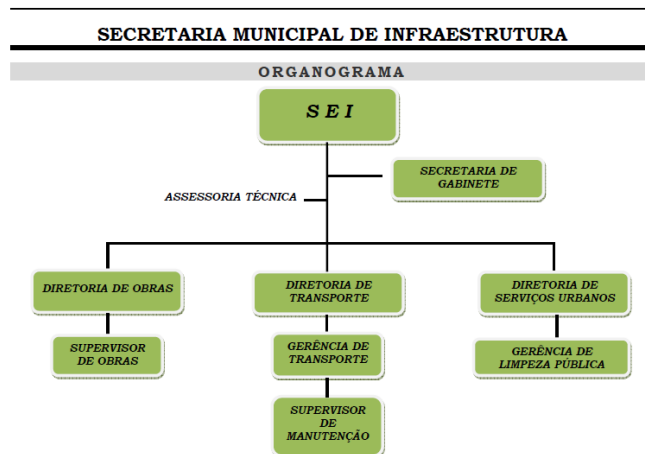 SECRETARIA MUNICIPAL DE INFRAESTRUTURA
ORGANOGRAMA
S E I
SECRETARIA DE
GABINETE
ASSESSORIA TÉCNICA
DIRETORIA DE OBRAS
DIRETORIA DE
TRANSPORTE
DIRETORIA DE
SERVIÇOS URBANOS
SUPERVISOR
DE OBRAS
GERÊNCIA DE
TRANSPORTE
GERÊNCIA DE
LIMPEZA PÚBLICA
SUPERVISOR
DE
MANUTENÇÃO